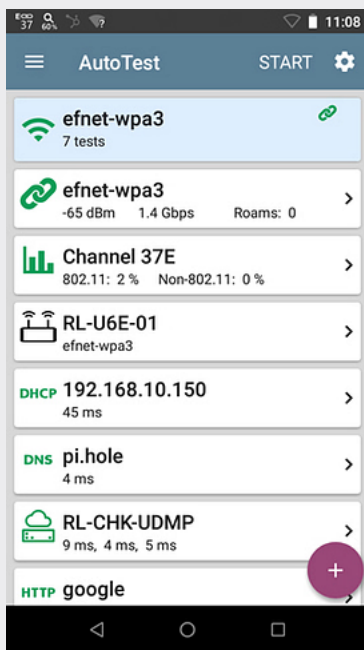 E
37 60% ? 11:08
AutoTest START
efnet-wpa3
7 tests
efnet-wpa3
-65 dBm 1.4 Gbps Roams: 0
Channel 37E
802.11: 2 % Non-802.11: 0 %
RL-U6E-01
efnet-wpa3
DHCP 192.168.10.150
45 ms
DNS pi.hole
4 ms
RL-CHK-UDMP
9 ms, 4 ms, 5 ms
+
HTTP google